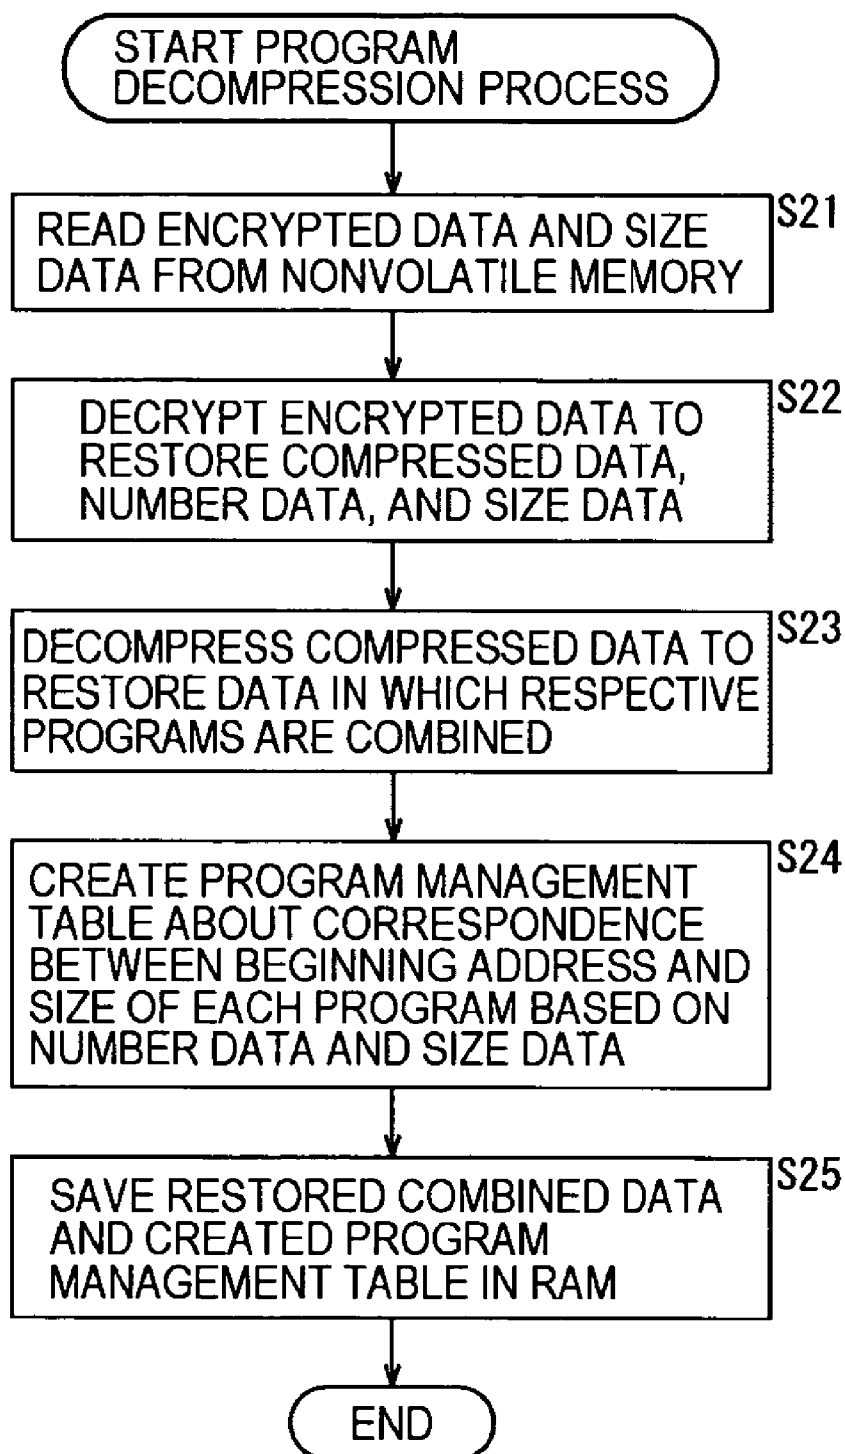 START PROGRAM
DECOMPRESSION PROCESS
S21
READ ENCRYPTED DATA AND SIZE
DATA FROM NONVOLATILE MEMORY
S22
DECRYPT ENCRYPTED DATA TO
RESTORE COMPRESSED DATA,
NUMBER DATA, AND SIZE DATA
S23
DECOMPRESS COMPRESSED DATA TO
RESTORE DATA IN WHICH RESPECTIVE
PROGRAMS ARE COMBINED
S24
CREATE PROGRAM MANAGEMENT
TABLE ABOUT CORRESPONDENCE
BETWEEN BEGINNING ADDRESS AND
SIZE OF EACH PROGRAM BASED ON
NUMBER DATA AND SIZE DATA
S25
SAVE RESTORED COMBINED DATA
AND CREATED PROGRAM
MANAGEMENT TABLE IN RAM
END